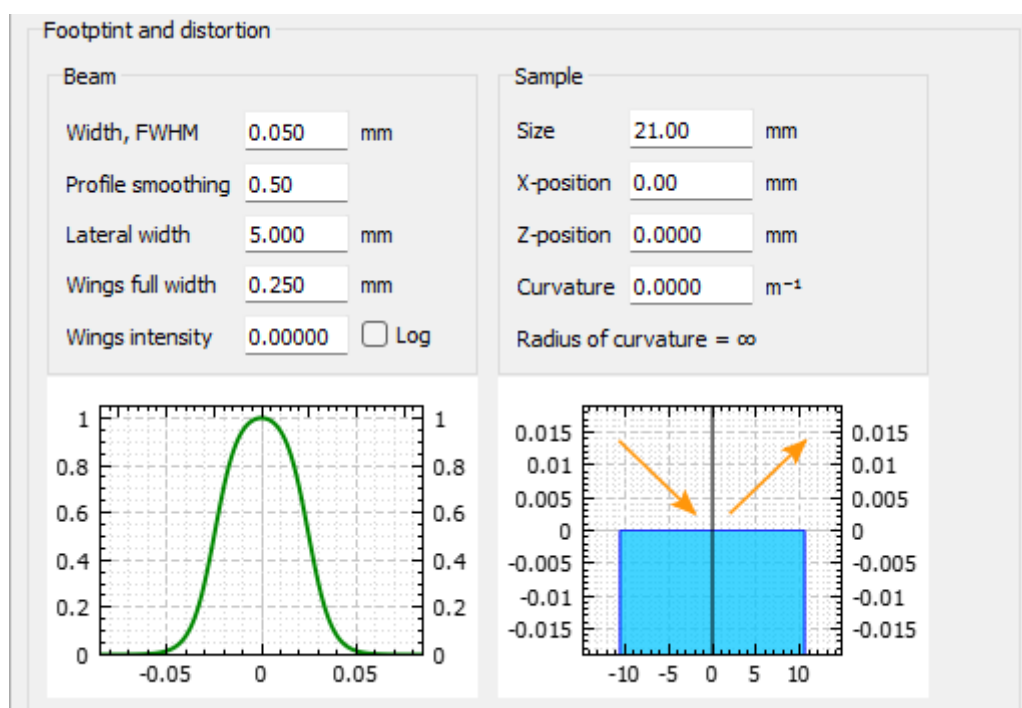 Footptint and distortion
Beam
Width, FWHM 0.050 mm
Profile smoothing 0.50
Lateral width 5.000 mm
Wings full width 0.250 mm
Wings intensity 0.00000 Log
Sample
Size 21.00 mm
X-position 0.00 mm
Z-position 0.0000 mm
Curvature 0.0000 m⁻¹
Radius of curvature = ∞
1 1
0.8 0.8
0.6 0.6
0.4 0.4
0.2 0.2
0 0
-0.05 0 0.05
0.015 0.015
0.01 0.01
0.005 0.005
0 0
-0.005 -0.005
-0.01 -0.01
-0.015 -0.015
-10 -5 0 5 10